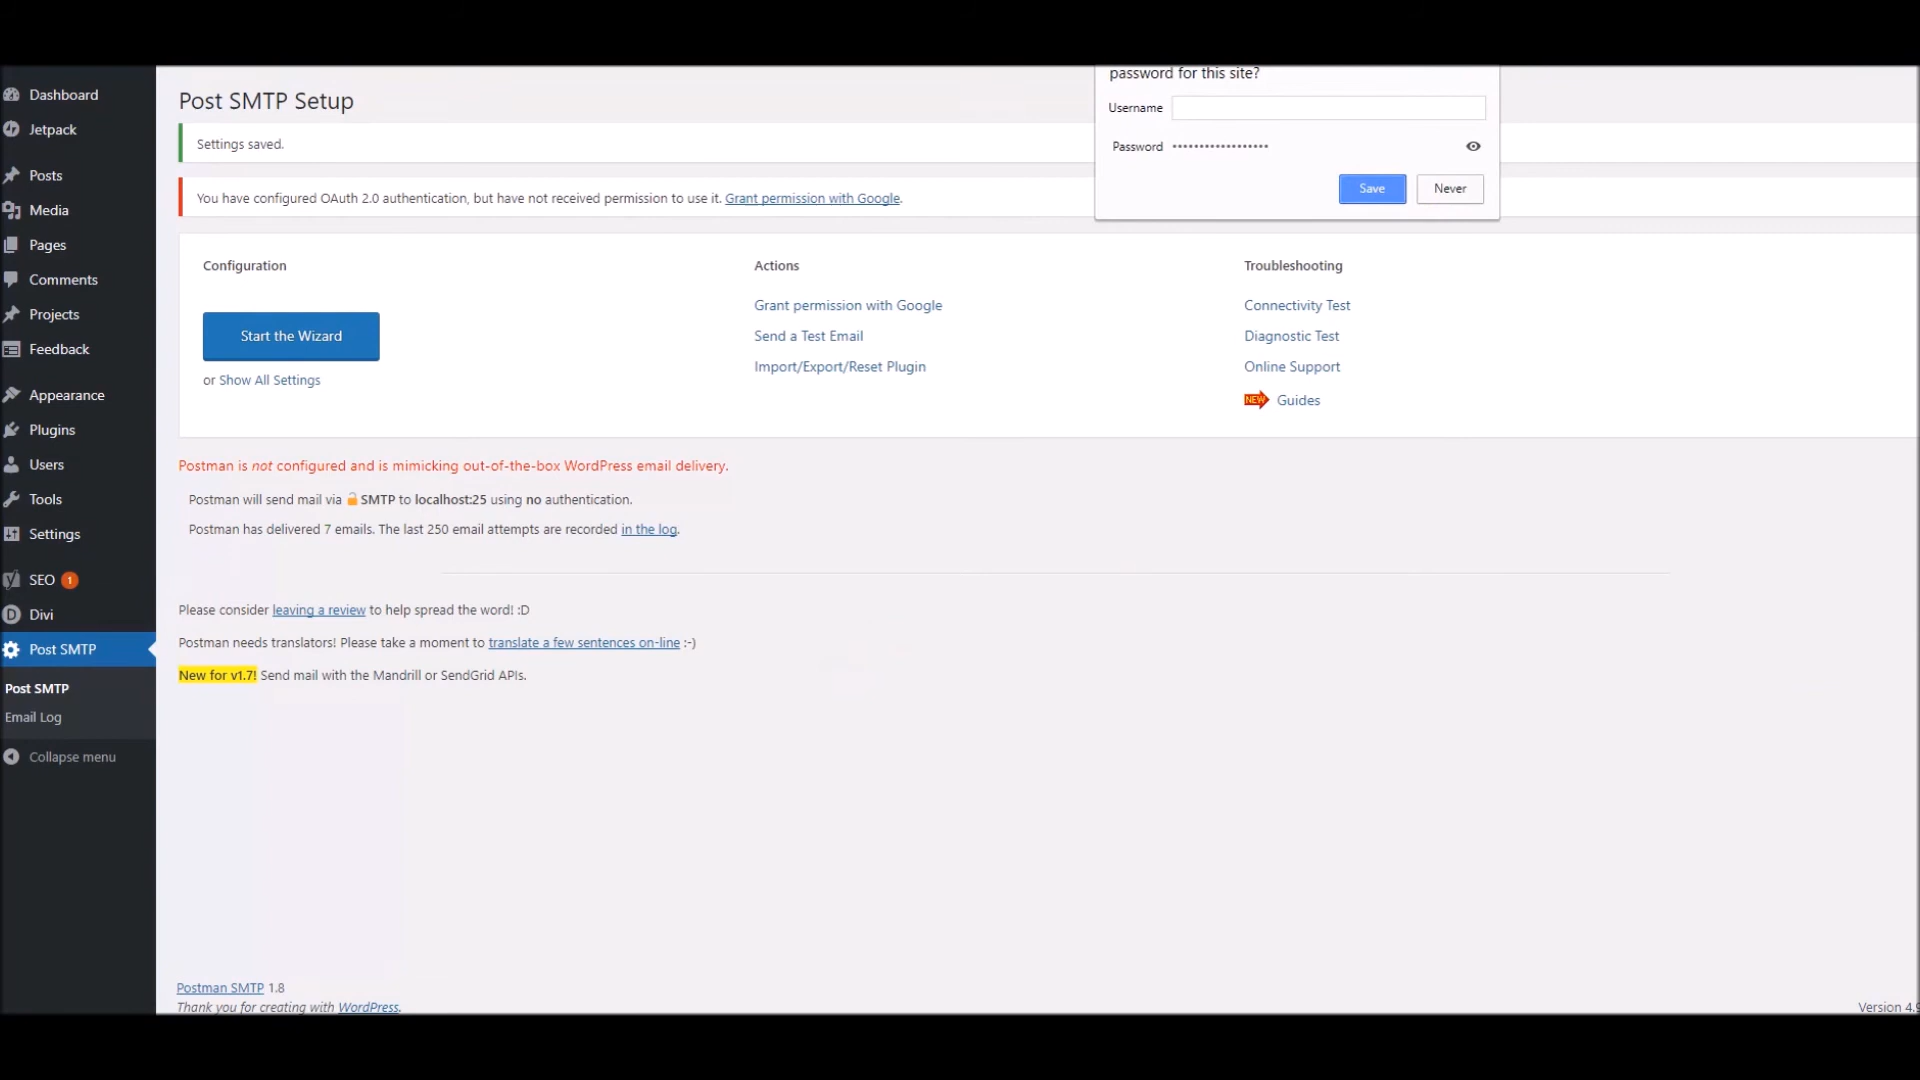 Dashboard
Jetpack
Posts
Media
Pages
Comments
Projects
Feedback
Appearance
Plugins
Users
Tools
Settings
SEO 1
Divi
Post SMTP
Post SMTP
Email Log
Collapse menu
Post SMTP Setup
password for this site?
Username
Password ••••••••••••••••••
Save Never
Settings saved.
You have configured OAuth 2.0 authentication, but have not received permission to use it. Grant permission with Google.
Configuration
Start the Wizard
or Show All Settings
Actions
Grant permission with Google
Send a Test Email
Import/Export/Reset Plugin
Troubleshooting
Connectivity Test
Diagnostic Test
Online Support
NEW Guides
Postman is not configured and is mimicking out-of-the-box WordPress email delivery.
Postman will send mail via SMTP to localhost:25 using no authentication.
Postman has delivered 7 emails. The last 250 email attempts are recorded in the log.
Please consider leaving a review to help spread the word! :D
Postman needs translators! Please take a moment to translate a few sentences on-line :-)
New for v1.7! Send mail with the Mandrill or SendGrid APIs.
Postman SMTP 1.8
Thank you for creating with WordPress.
Version 4.9